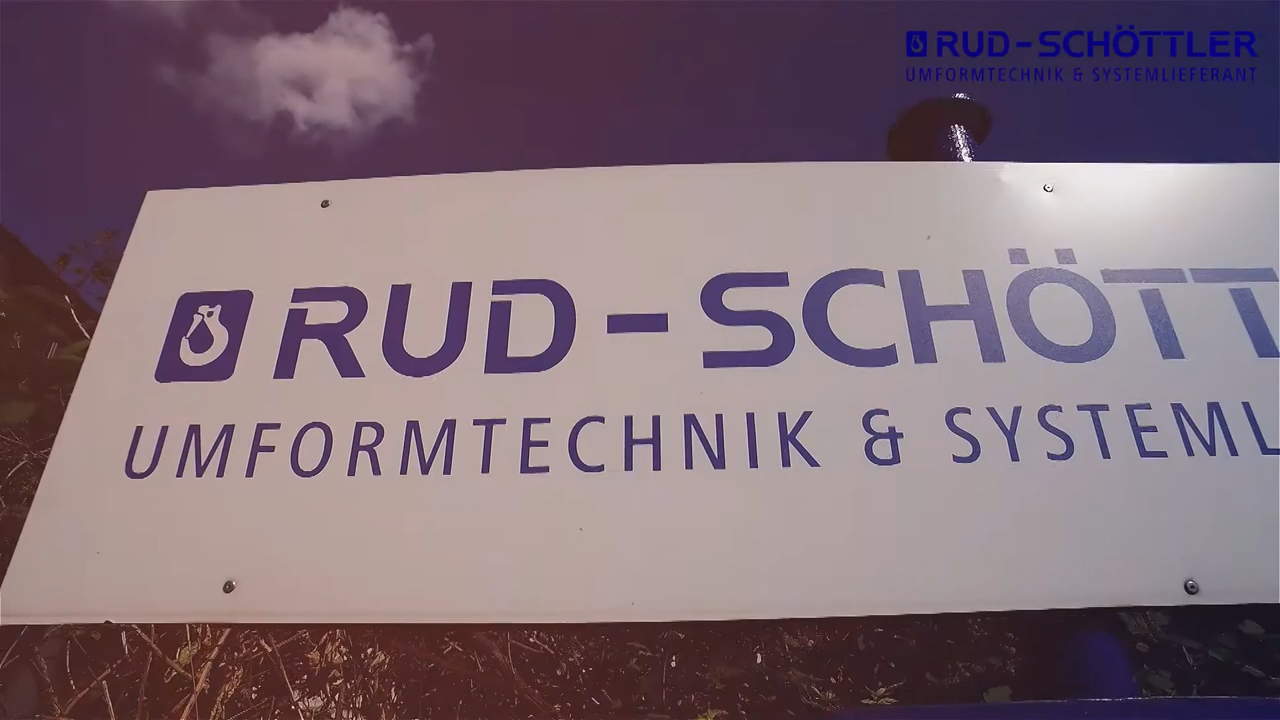 RUD-SCHÖTTLER
UMFORMTECHNIK & SYSTEMLIEFERANT
RUD-SCHÖTT
UMFORMTECHNIK & SYSTEML